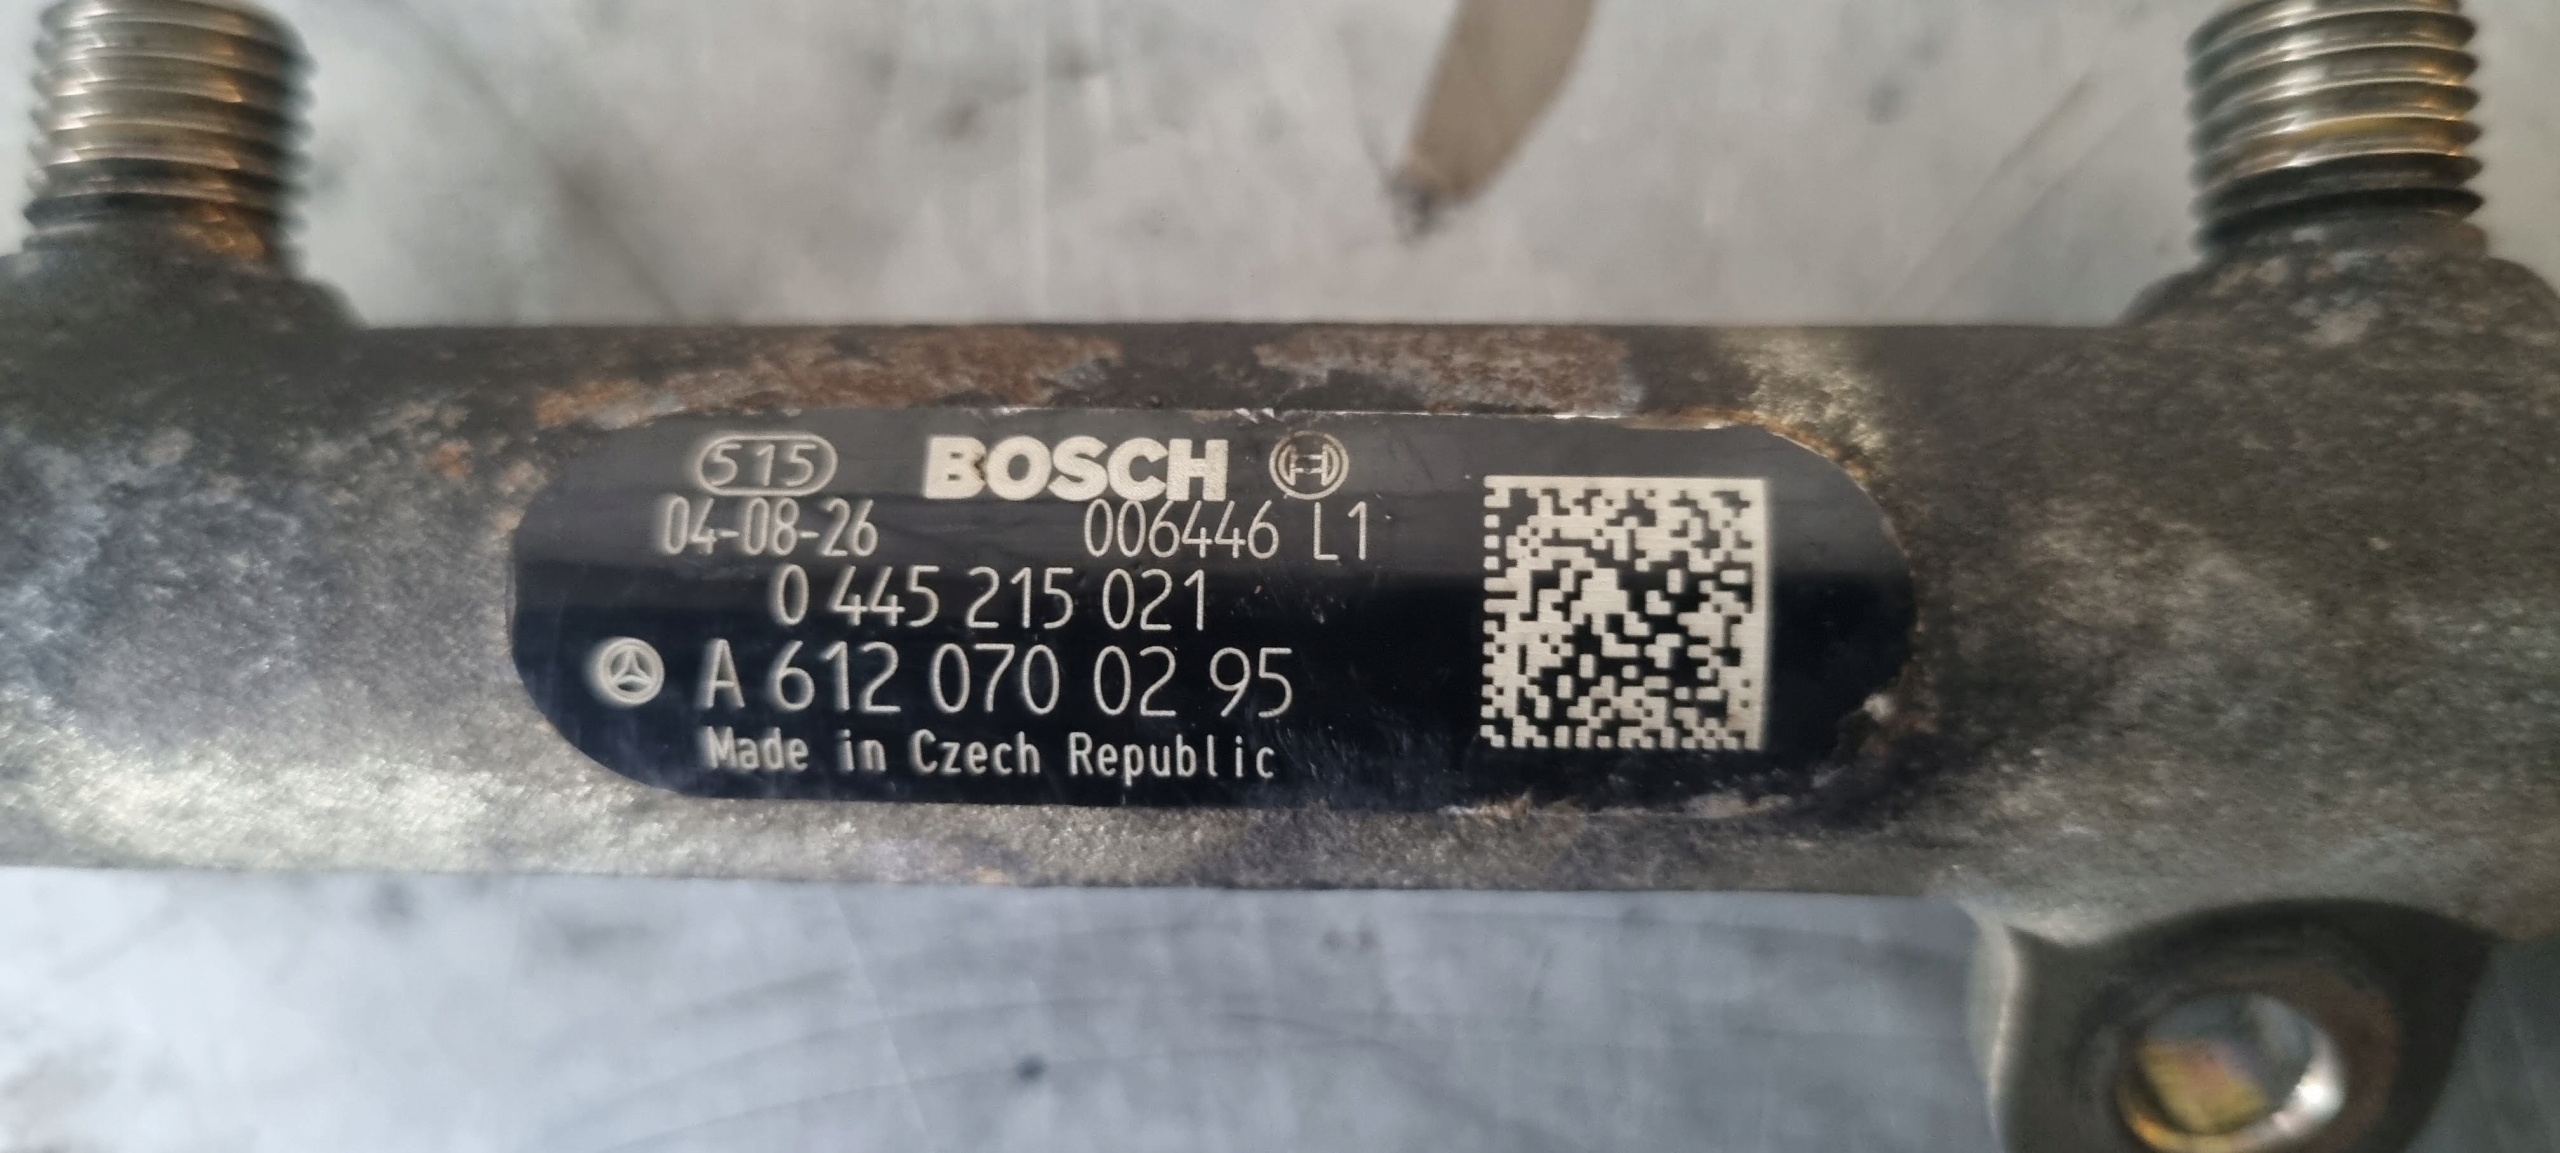 515 BOSCH
04-08-26 006446 L1
0 445 215 021
A 612 070 02 95
Made in Czech Republic